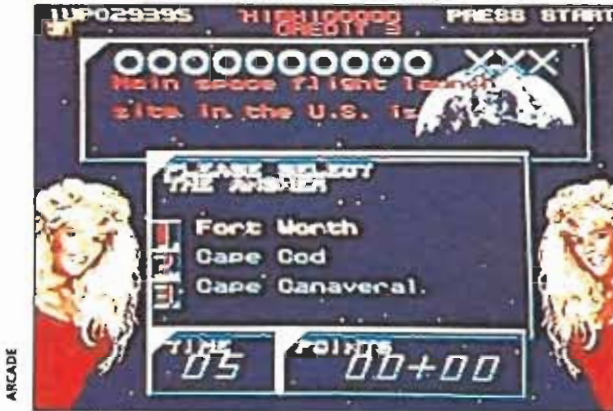 1UP029395 HIGH100000 PRESS START
CREDIT 3
OOOOOOOOOO XXX
Main space flight launch
site in the U.S. is
PLEASE SELECT
THE ANSWER
1 Fort Worth
2 Cape Cod
3 Cape Canaveral.
TIME POINTS
05 00+00
ARCADE